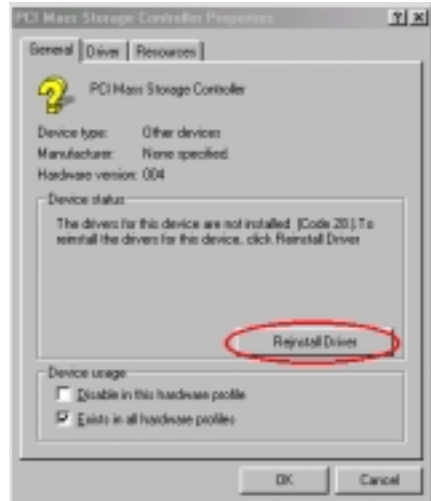 PCI Mass Storage Controller Properties ? ×
General Driver Resources
PCI Mass Storage Controller
Device type: Other devices
Manufacturer: None specified.
Hardware version: 004
Device status
The drivers for this device are not installed. (Code 28.) To
reinstall the drivers for this device, click Reinstall Driver
Reinstall Driver
Device usage
Disable in this hardware profile
Exists in all hardware profiles
OK Cancel